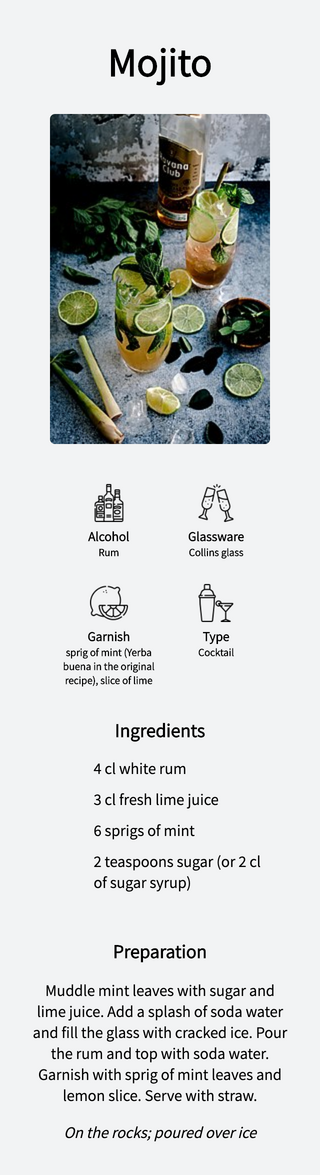 Mojito
Havana
Club
Alcohol
Rum
Glassware
Collins glass
Garnish
sprig of mint (Yerba
buena in the original
recipe), slice of lime
Type
Cocktail
Ingredients
4 cl white rum
3 cl fresh lime juice
6 sprigs of mint
2 teaspoons sugar (or 2 cl
of sugar syrup)
Preparation
Muddle mint leaves with sugar and
lime juice. Add a splash of soda water
and fill the glass with cracked ice. Pour
the rum and top with soda water.
Garnish with sprig of mint leaves and
lemon slice. Serve with straw.
On the rocks; poured over ice